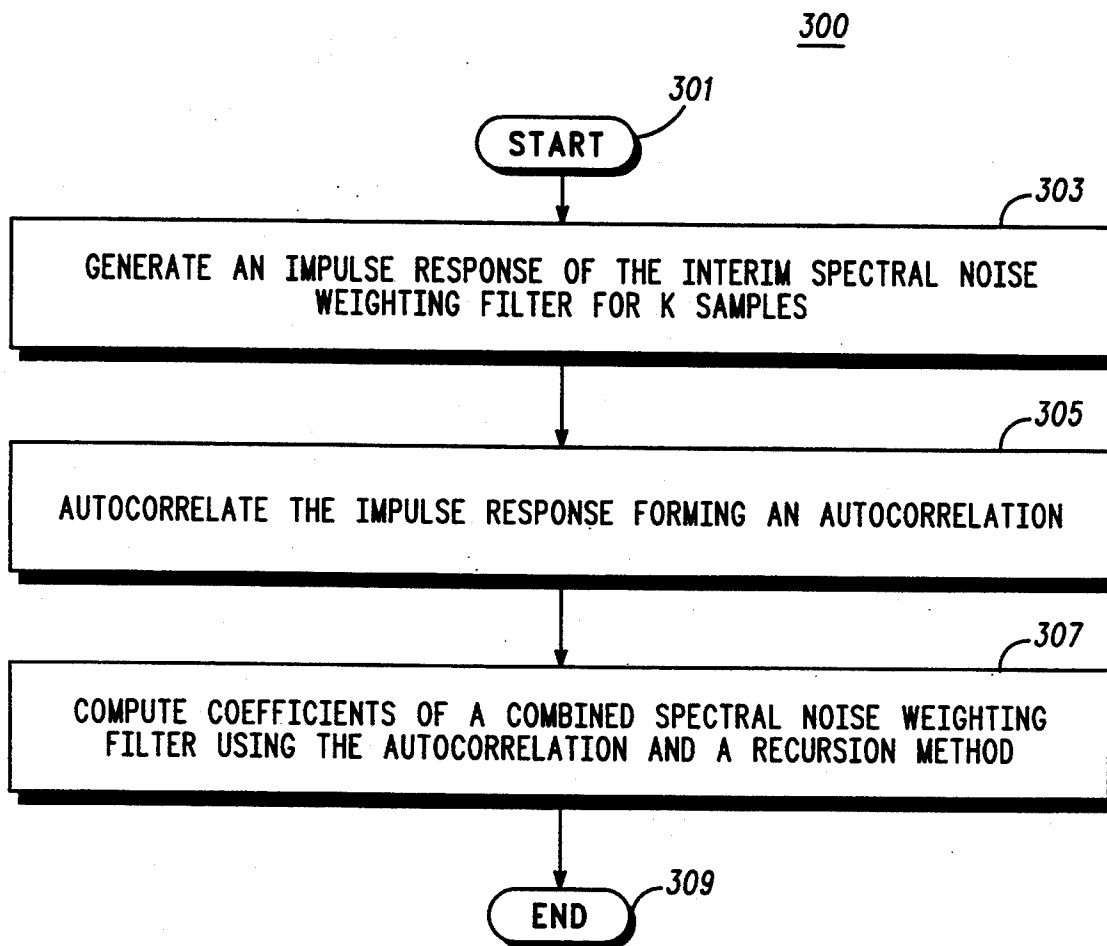 300
301
START
303
GENERATE AN IMPULSE RESPONSE OF THE INTERIM SPECTRAL NOISE
WEIGHTING FILTER FOR K SAMPLES
305
AUTOCORRELATE THE IMPULSE RESPONSE FORMING AN AUTOCORRELATION
307
COMPUTE COEFFICIENTS OF A COMBINED SPECTRAL NOISE WEIGHTING
FILTER USING THE AUTOCORRELATION AND A RECURSION METHOD
309
END